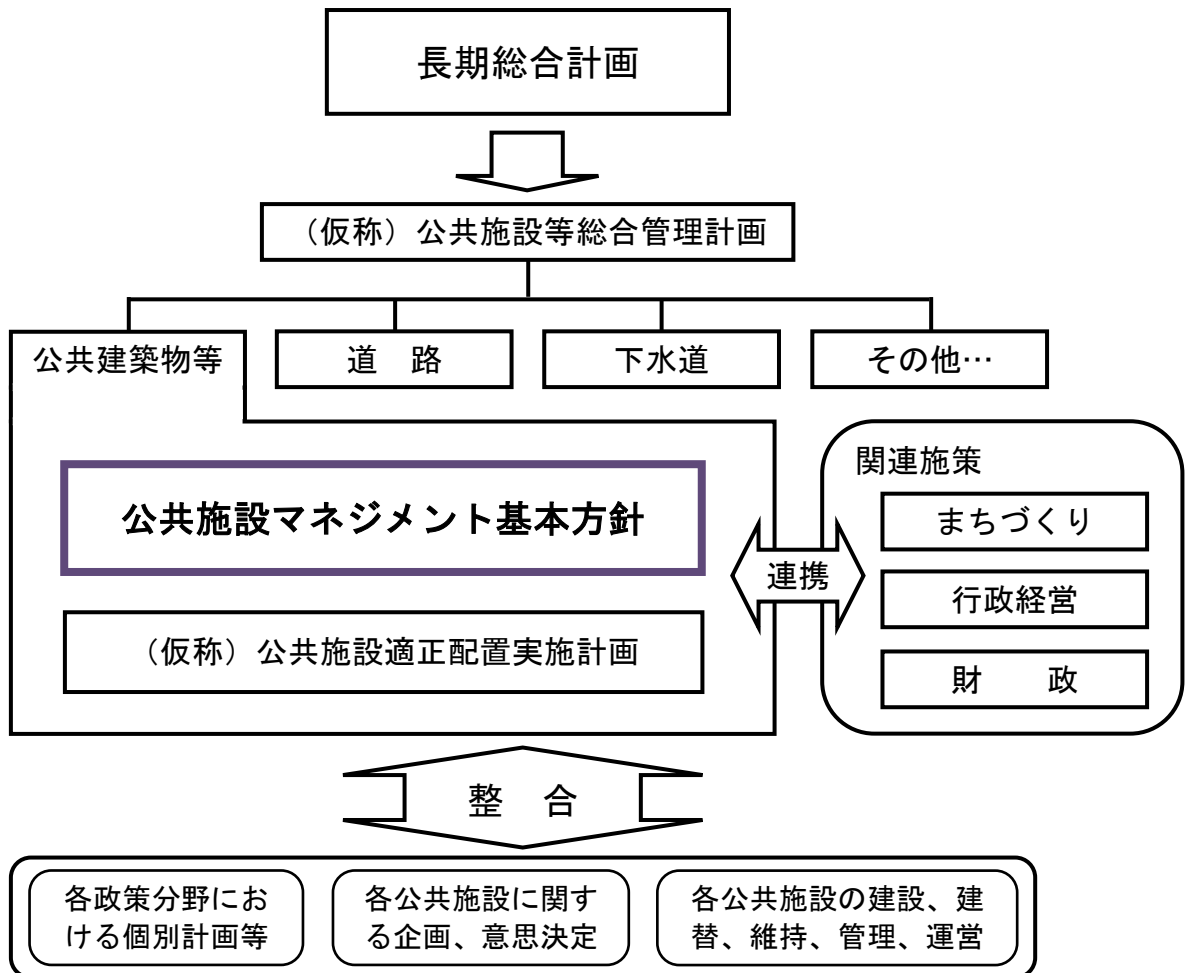 長期総合計画
（仮称）公共施設等総合管理計画
公共建築物等
道　路
下水道
その他…
公共施設マネジメント基本方針
（仮称）公共施設適正配置実施計画
連携
関連施策
まちづくり
行政経営
財　　政
整　合
各政策分野にお
ける個別計画等
各公共施設に関す
る企画、意思決定
各公共施設の建設、建
替、維持、管理、運営